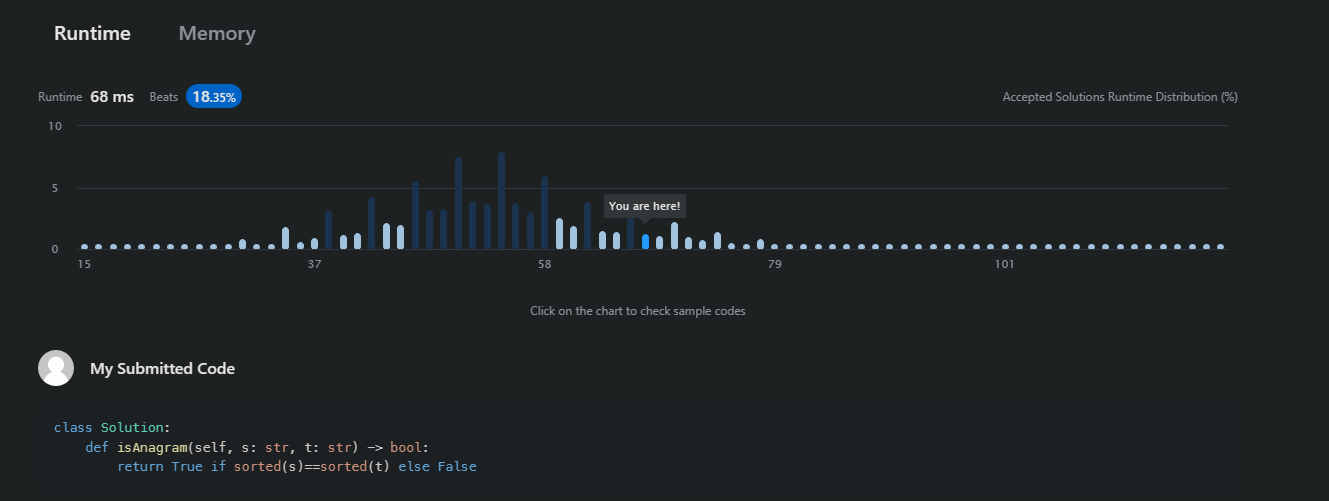 Runtime Memory
Runtime 68 ms Beats 18.35% Accepted Solutions Runtime Distribution (%)
10
5
You are here!
0
15 37 58 79 101
Click on the chart to check sample codes
My Submitted Code
class Solution:
    def isAnagram(self, s: str, t: str) -> bool:
        return True if sorted(s)==sorted(t) else False